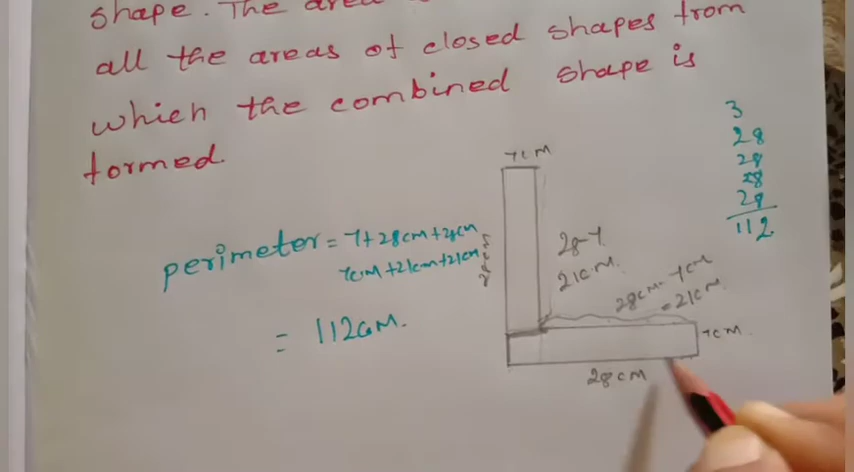 shape. The area
all the areas of closed shapes from
which the combined shape is
formed.
perimeter = 7+28cm+28cm
7cm+21cm+21cm
= 112cm.
7cm
28cm
28-7
21cm.
28cm-7cm
=21cm.
7cm
28cm
3
28
28
28
28
112